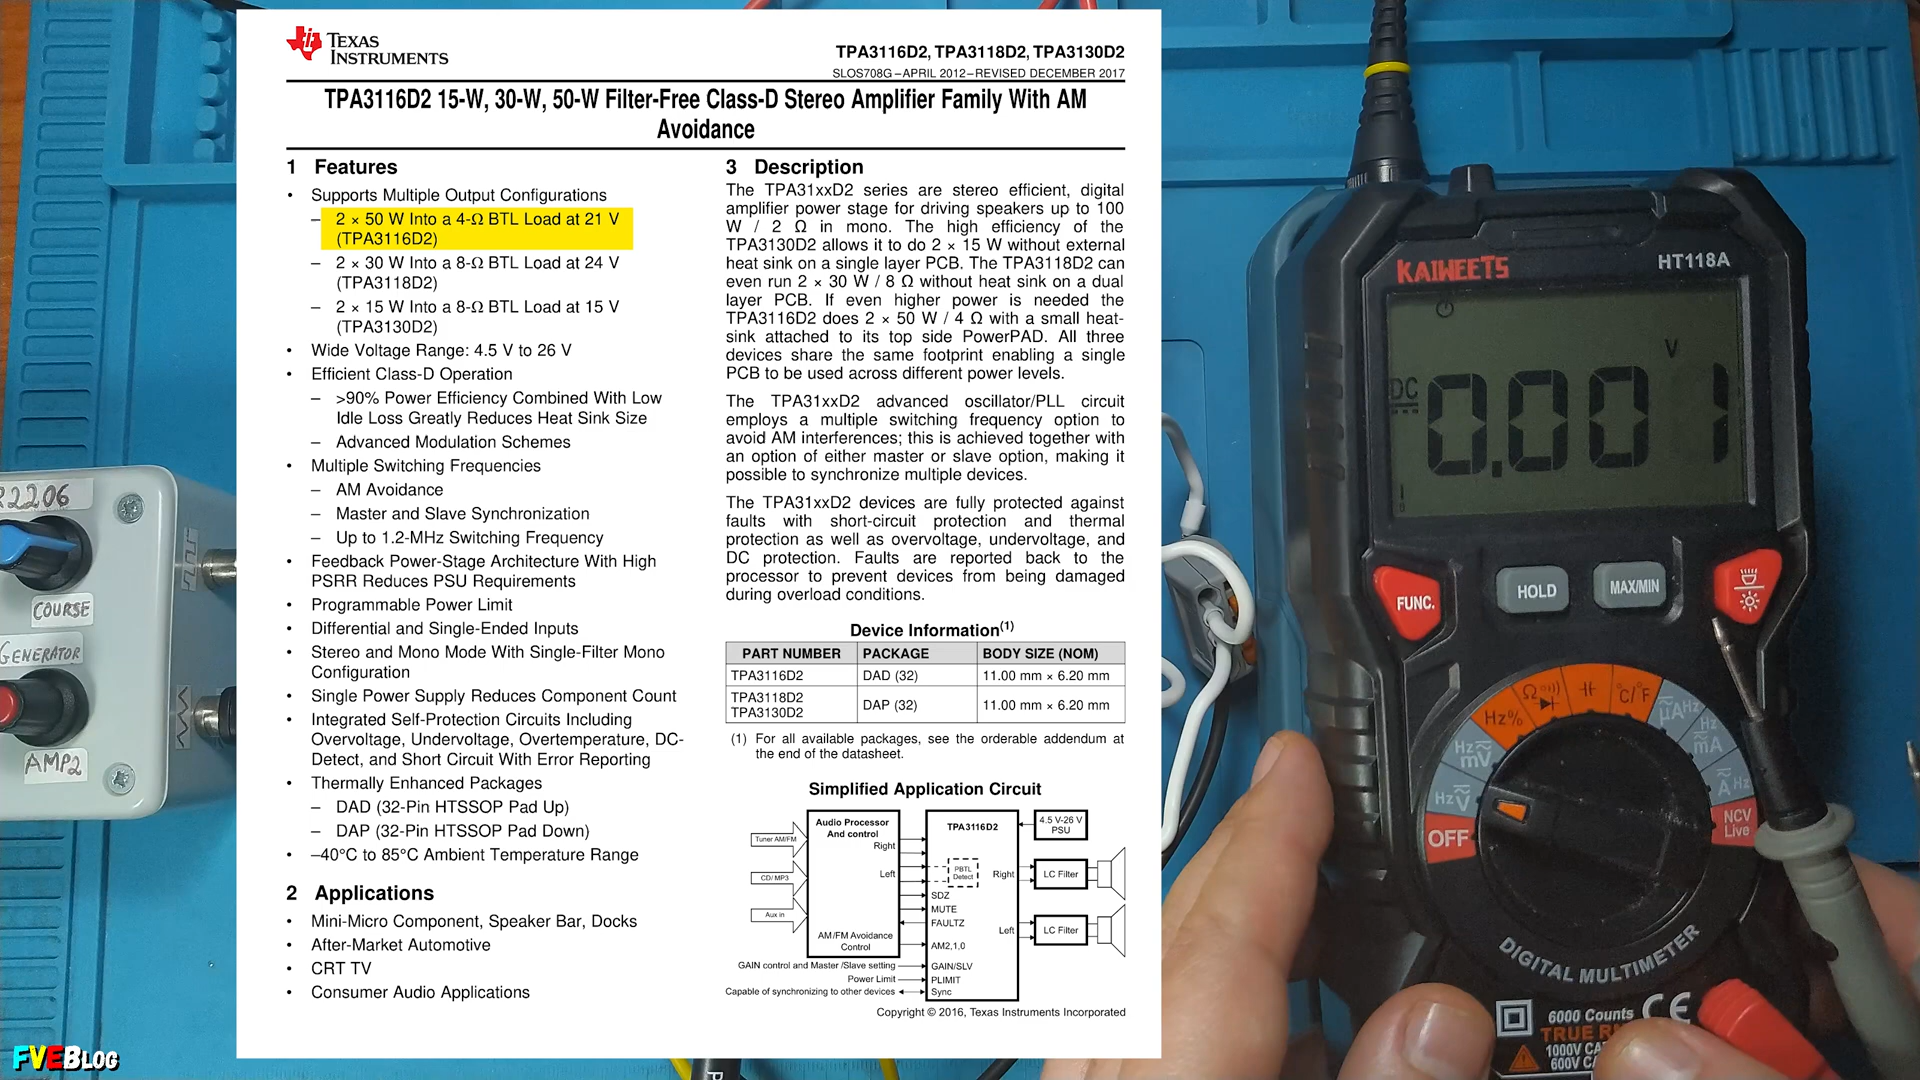 TEXAS
INSTRUMENTS
TPA3116D2, TPA3118D2, TPA3130D2
SLOS708G – APRIL 2012 – REVISED DECEMBER 2017
TPA3116D2 15-W, 30-W, 50-W Filter-Free Class-D Stereo Amplifier Family With AM
Avoidance
1 Features
• Supports Multiple Output Configurations
– 2 × 50 W Into a 4-Ω BTL Load at 21 V
(TPA3116D2)
– 2 × 30 W Into a 8-Ω BTL Load at 24 V
(TPA3118D2)
– 2 × 15 W Into a 8-Ω BTL Load at 15 V
(TPA3130D2)
• Wide Voltage Range: 4.5 V to 26 V
• Efficient Class-D Operation
– >90% Power Efficiency Combined With Low
Idle Loss Greatly Reduces Heat Sink Size
– Advanced Modulation Schemes
• Multiple Switching Frequencies
– AM Avoidance
– Master and Slave Synchronization
– Up to 1.2-MHz Switching Frequency
• Feedback Power-Stage Architecture With High
PSRR Reduces PSU Requirements
• Programmable Power Limit
• Differential and Single-Ended Inputs
• Stereo and Mono Mode With Single-Filter Mono
Configuration
• Single Power Supply Reduces Component Count
• Integrated Self-Protection Circuits Including
Overvoltage, Undervoltage, Overtemperature, DC-
Detect, and Short Circuit With Error Reporting
• Thermally Enhanced Packages
– DAD (32-Pin HTSSOP Pad Up)
– DAP (32-Pin HTSSOP Pad Down)
• –40°C to 85°C Ambient Temperature Range
2 Applications
• Mini-Micro Component, Speaker Bar, Docks
• After-Market Automotive
• CRT TV
• Consumer Audio Applications
3 Description
The TPA31xxD2 series are stereo efficient, digital
amplifier power stage for driving speakers up to 100
W / 2 Ω in mono. The high efficiency of the
TPA3130D2 allows it to do 2 × 15 W without external
heat sink on a single layer PCB. The TPA3118D2 can
even run 2 × 30 W / 8 Ω without heat sink on a dual
layer PCB. If even higher power is needed the
TPA3116D2 does 2 × 50 W / 4 Ω with a small heat-
sink attached to its top side PowerPAD. All three
devices share the same footprint enabling a single
PCB to be used across different power levels.
The TPA31xxD2 advanced oscillator/PLL circuit
employs a multiple switching frequency option to
avoid AM interferences; this is achieved together with
an option of either master or slave option, making it
possible to synchronize multiple devices.
The TPA31xxD2 devices are fully protected against
faults with short-circuit protection and thermal
protection as well as overvoltage, undervoltage, and
DC protection. Faults are reported back to the
processor to prevent devices from being damaged
during overload conditions.
Device Information(1)
PART NUMBER PACKAGE BODY SIZE (NOM)
TPA3116D2 DAD (32) 11.00 mm × 6.20 mm
TPA3118D2
TPA3130D2 DAP (32) 11.00 mm × 6.20 mm
(1) For all available packages, see the orderable addendum at
the end of the datasheet.
Simplified Application Circuit
Tuner AM/FM
CD/ MP3
Aux in
Audio Processor
And control
Right
Left
AM/FM Avoidance
Control
TPA3116D2
PBTL
Detect
Right
Left
SDZ
MUTE
FAULTZ
AM2,1,0
GAIN/SLV
PLIMIT
Sync
4.5 V-26 V
PSU
LC Filter
LC Filter
GAIN control and Master /Slave setting
Power Limit
Capable of synchronizing to other devices
Copyright © 2016, Texas Instruments Incorporated
2206
COURSE
GENERATOR
AMP2
FVEBLOG
KAIWEETS
HT118A
V
DC
0.001
FUNC.
HOLD
MAX/MIN
Hz%
Ω
°C/°F
µA Hz
Hz mA
A Hz
NCV
Live
Hz mV
Hz V
OFF
DIGITAL MULTIMETER
6000 Counts
CE
1000V
600V